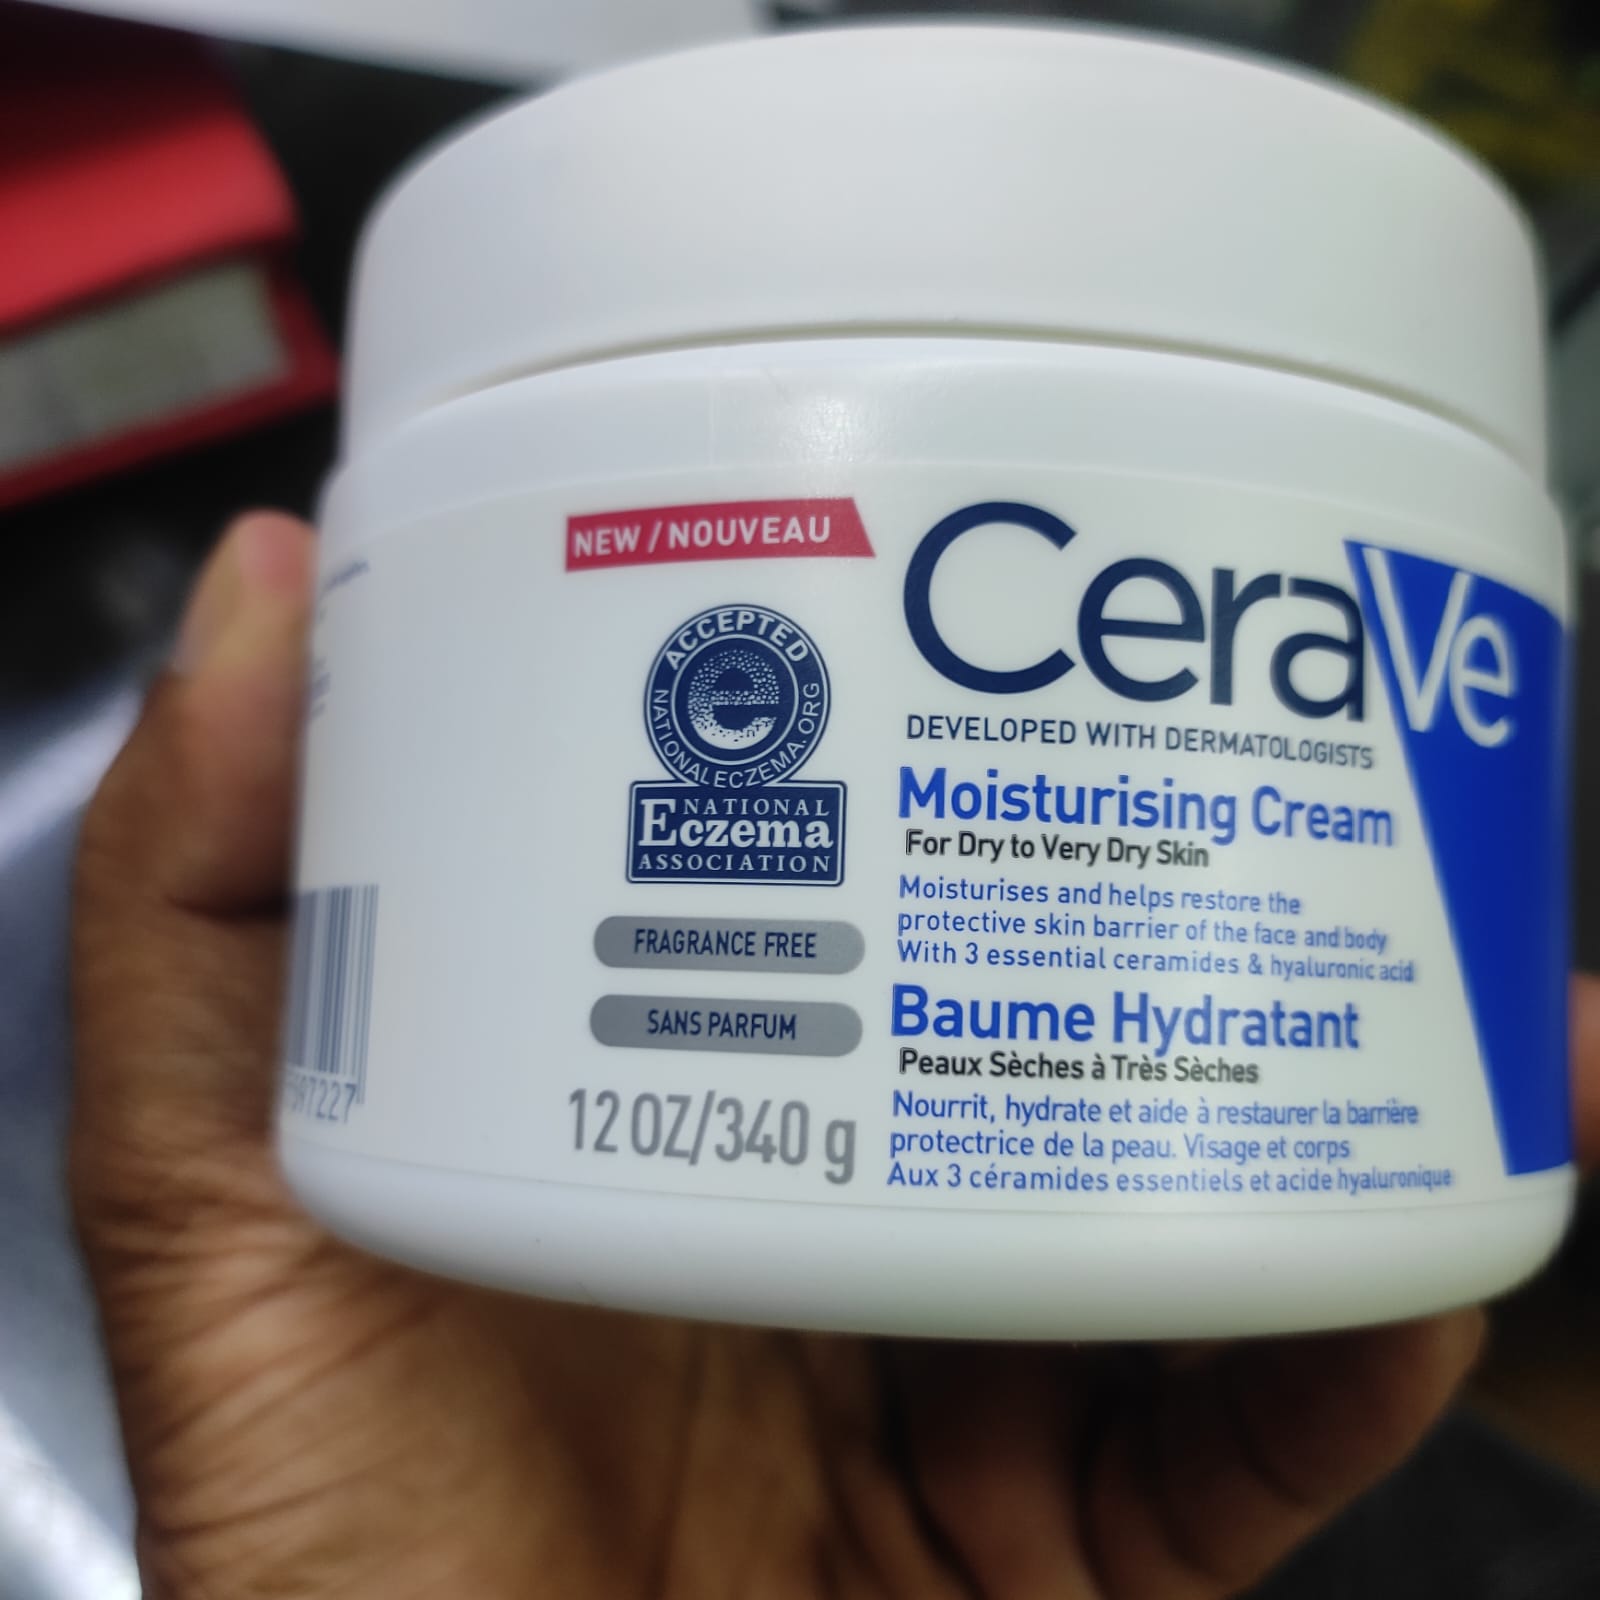 NEW / NOUVEAU
ACCEPTED
NATIONALECZEMA.ORG
e
NATIONAL
Eczema
ASSOCIATION
FRAGRANCE FREE
SANS PARFUM
12 OZ/340 g
CeraVe
DEVELOPED WITH DERMATOLOGISTS
Moisturising Cream
For Dry to Very Dry Skin
Moisturises and helps restore the
protective skin barrier of the face and body
With 3 essential ceramides & hyaluronic acid
Baume Hydratant
Peaux Sèches à Très Sèches
Nourrit, hydrate et aide à restaurer la barrière
protectrice de la peau. Visage et corps
Aux 3 céramides essentiels et acide hyaluronique